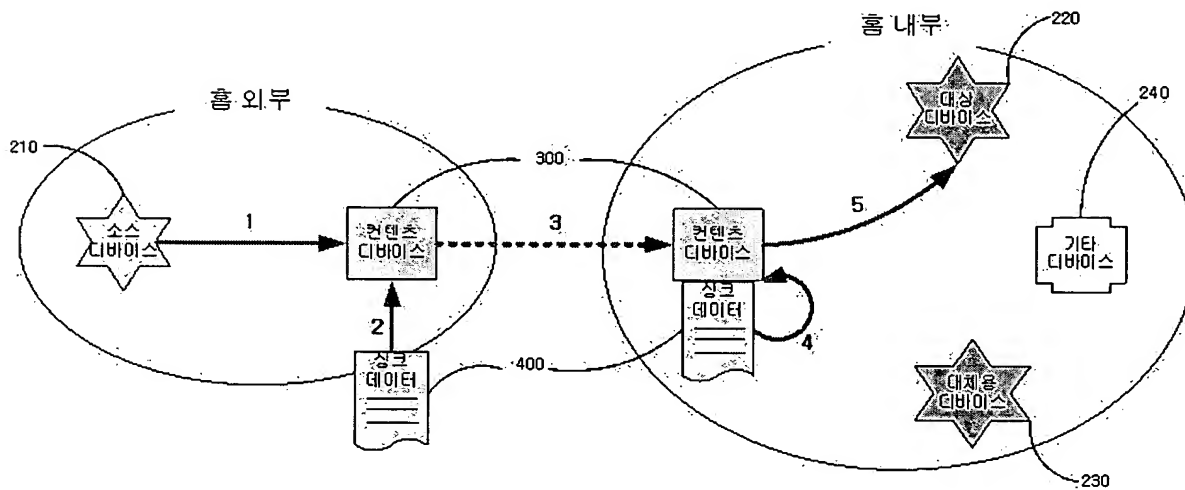 홈 내부
220
홈 외부
대상
디바이스
240
210
300
소스
디바이스
1
컨텐츠
디바이스
3
컨텐츠
디바이스
5
기타
디바이스
2
싱크
데이터
4
싱크
데이터
400
대체용
디바이스
230